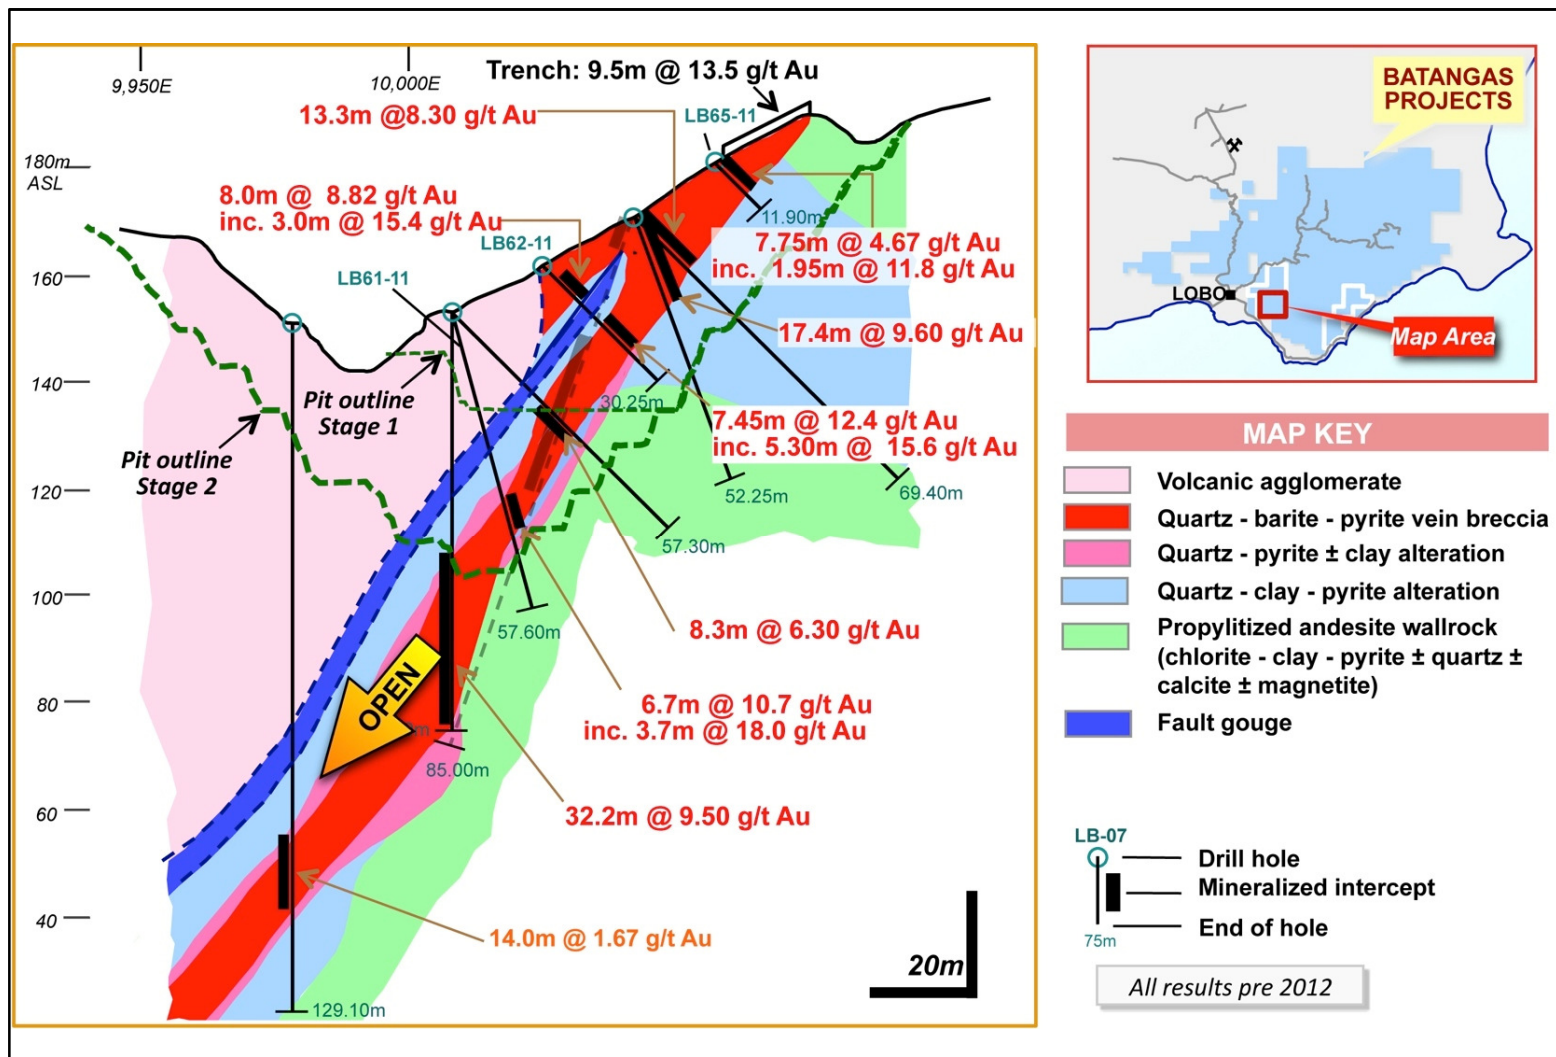 9,950E
10,000E
Trench: 9.5m @ 13.5 g/t Au
13.3m @8.30 g/t Au
LB65-11
180m
ASL
8.0m @ 8.82 g/t Au
inc. 3.0m @ 15.4 g/t Au
11.90m
LB62-11
7.75m @ 4.67 g/t Au
inc. 1.95m @ 11.8 g/t Au
160
LB61-11
17.4m @ 9.60 g/t Au
140
Pit outline
Stage 1
30.25m
7.45m @ 12.4 g/t Au
inc. 5.30m @ 15.6 g/t Au
Pit outline
Stage 2
120
52.25m
69.40m
57.30m
100
57.60m
8.3m @ 6.30 g/t Au
OPEN
80
6.7m @ 10.7 g/t Au
inc. 3.7m @ 18.0 g/t Au
m
85.00m
60
32.2m @ 9.50 g/t Au
40
14.0m @ 1.67 g/t Au
20m
129.10m
BATANGAS
PROJECTS
LOBO
Map Area
MAP KEY
Volcanic agglomerate
Quartz - barite - pyrite vein breccia
Quartz - pyrite ± clay alteration
Quartz - clay - pyrite alteration
Propylitized andesite wallrock
(chlorite - clay - pyrite ± quartz ±
calcite ± magnetite)
Fault gouge
LB-07
Drill hole
Mineralized intercept
End of hole
75m
All results pre 2012